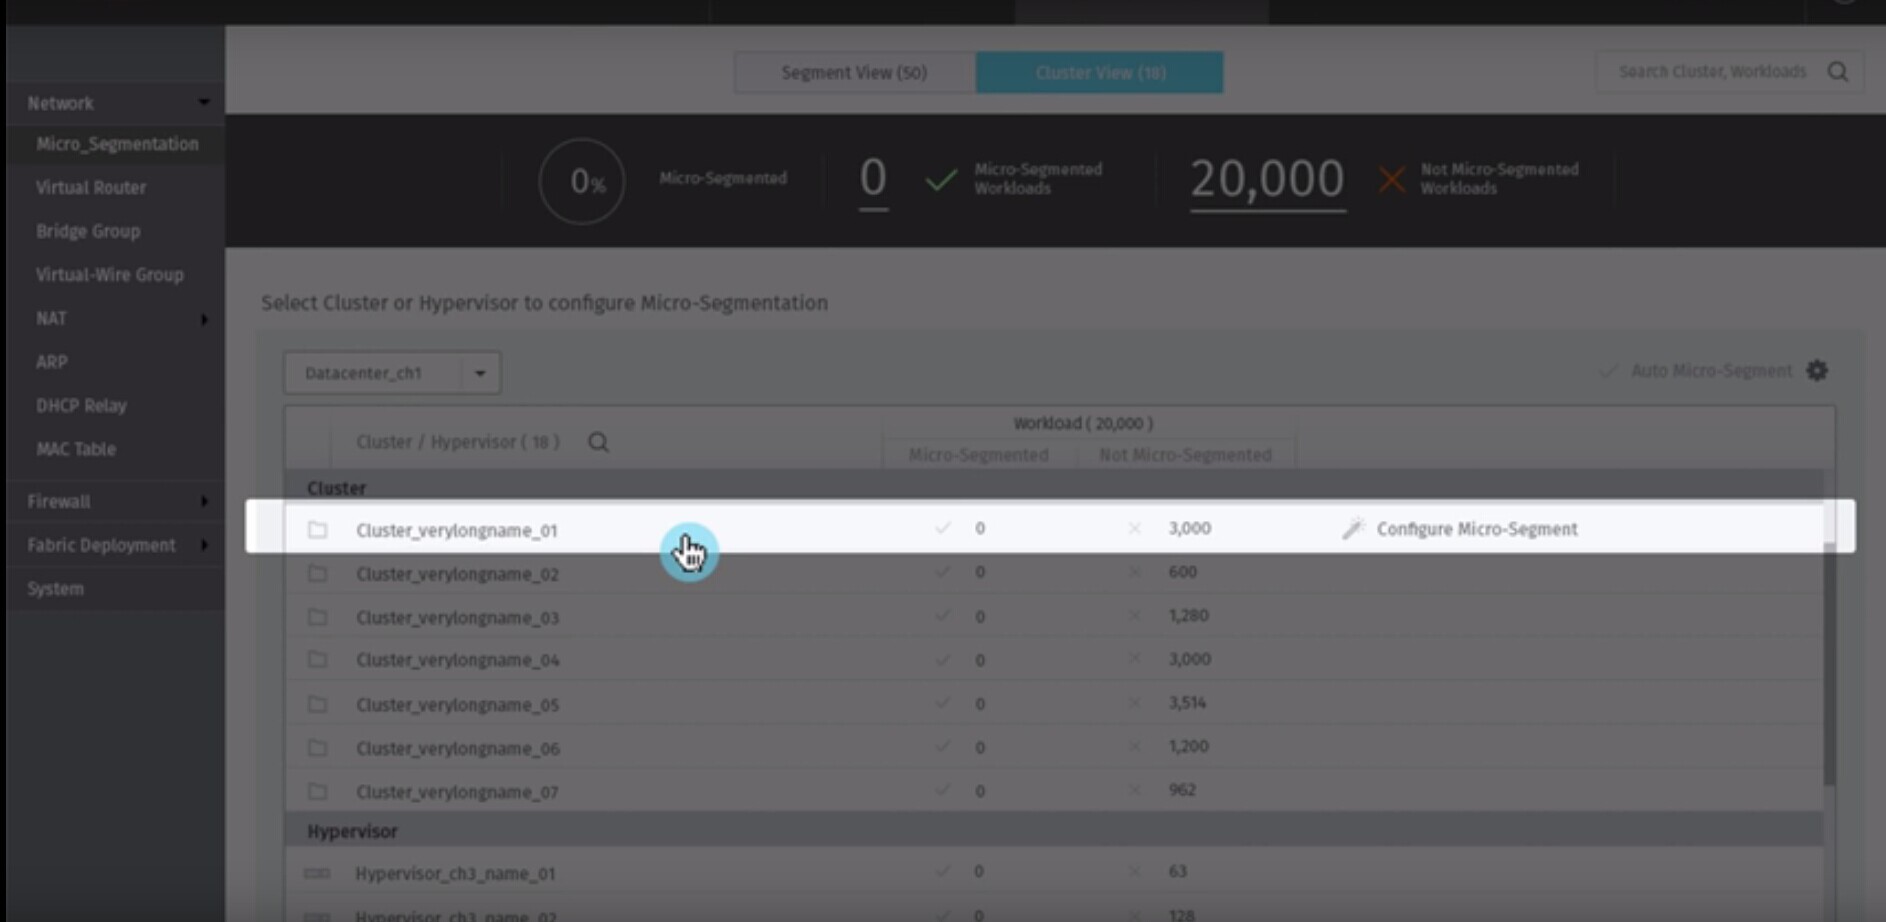 Segment View (50)
Cluster View (18)
Search Cluster, Workloads
Network
Micro_Segmentation
Virtual Router
Bridge Group
Virtual-Wire Group
NAT
ARP
DHCP Relay
MAC Table
Firewall
Fabric Deployment
System
0%
Micro-Segmented
0
Micro-Segmented
Workloads
20,000
Not Micro-Segmented
Workloads
Select Cluster or Hypervisor to configure Micro-Segmentation
Datacenter_ch1
Auto Micro-Segment
Cluster / Hypervisor ( 18 )
Workload ( 20,000 )
Micro-Segmented
Not Micro-Segmented
Cluster
Cluster_verylongname_01 0 3,000 Configure Micro-Segment
Cluster_verylongname_02 0 600
Cluster_verylongname_03 0 1,280
Cluster_verylongname_04 0 3,000
Cluster_verylongname_05 0 3,514
Cluster_verylongname_06 0 1,200
Cluster_verylongname_07 0 962
Hypervisor
Hypervisor_ch3_name_01 0 63
Hypervisor_ch3_name_02 0 128